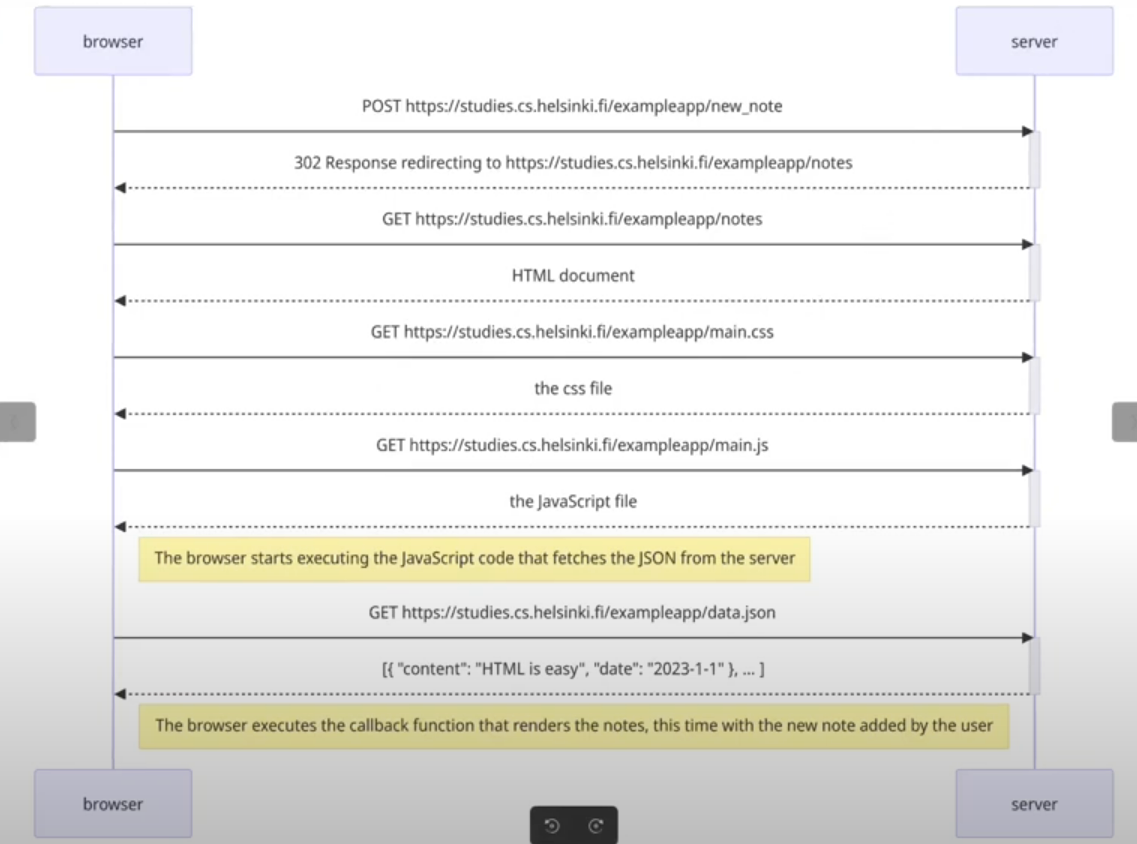 browser
server
POST https://studies.cs.helsinki.fi/exampleapp/new_note
302 Response redirecting to https://studies.cs.helsinki.fi/exampleapp/notes
GET https://studies.cs.helsinki.fi/exampleapp/notes
HTML document
GET https://studies.cs.helsinki.fi/exampleapp/main.css
the css file
GET https://studies.cs.helsinki.fi/exampleapp/main.js
the JavaScript file
The browser starts executing the JavaScript code that fetches the JSON from the server
GET https://studies.cs.helsinki.fi/exampleapp/data.json
[{ "content": "HTML is easy", "date": "2023-1-1" }, ... ]
The browser executes the callback function that renders the notes, this time with the new note added by the user
browser
server